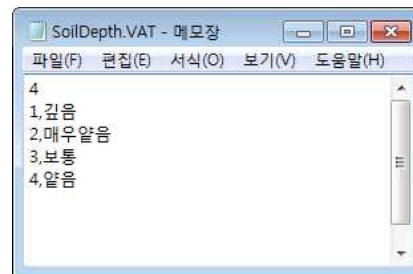 SoilDepth.VAT - 메모장
파일(F) 편집(E) 서식(O) 보기(V) 도움말(H)
4
1,깊음
2,매우얕음
3,보통
4,얕음